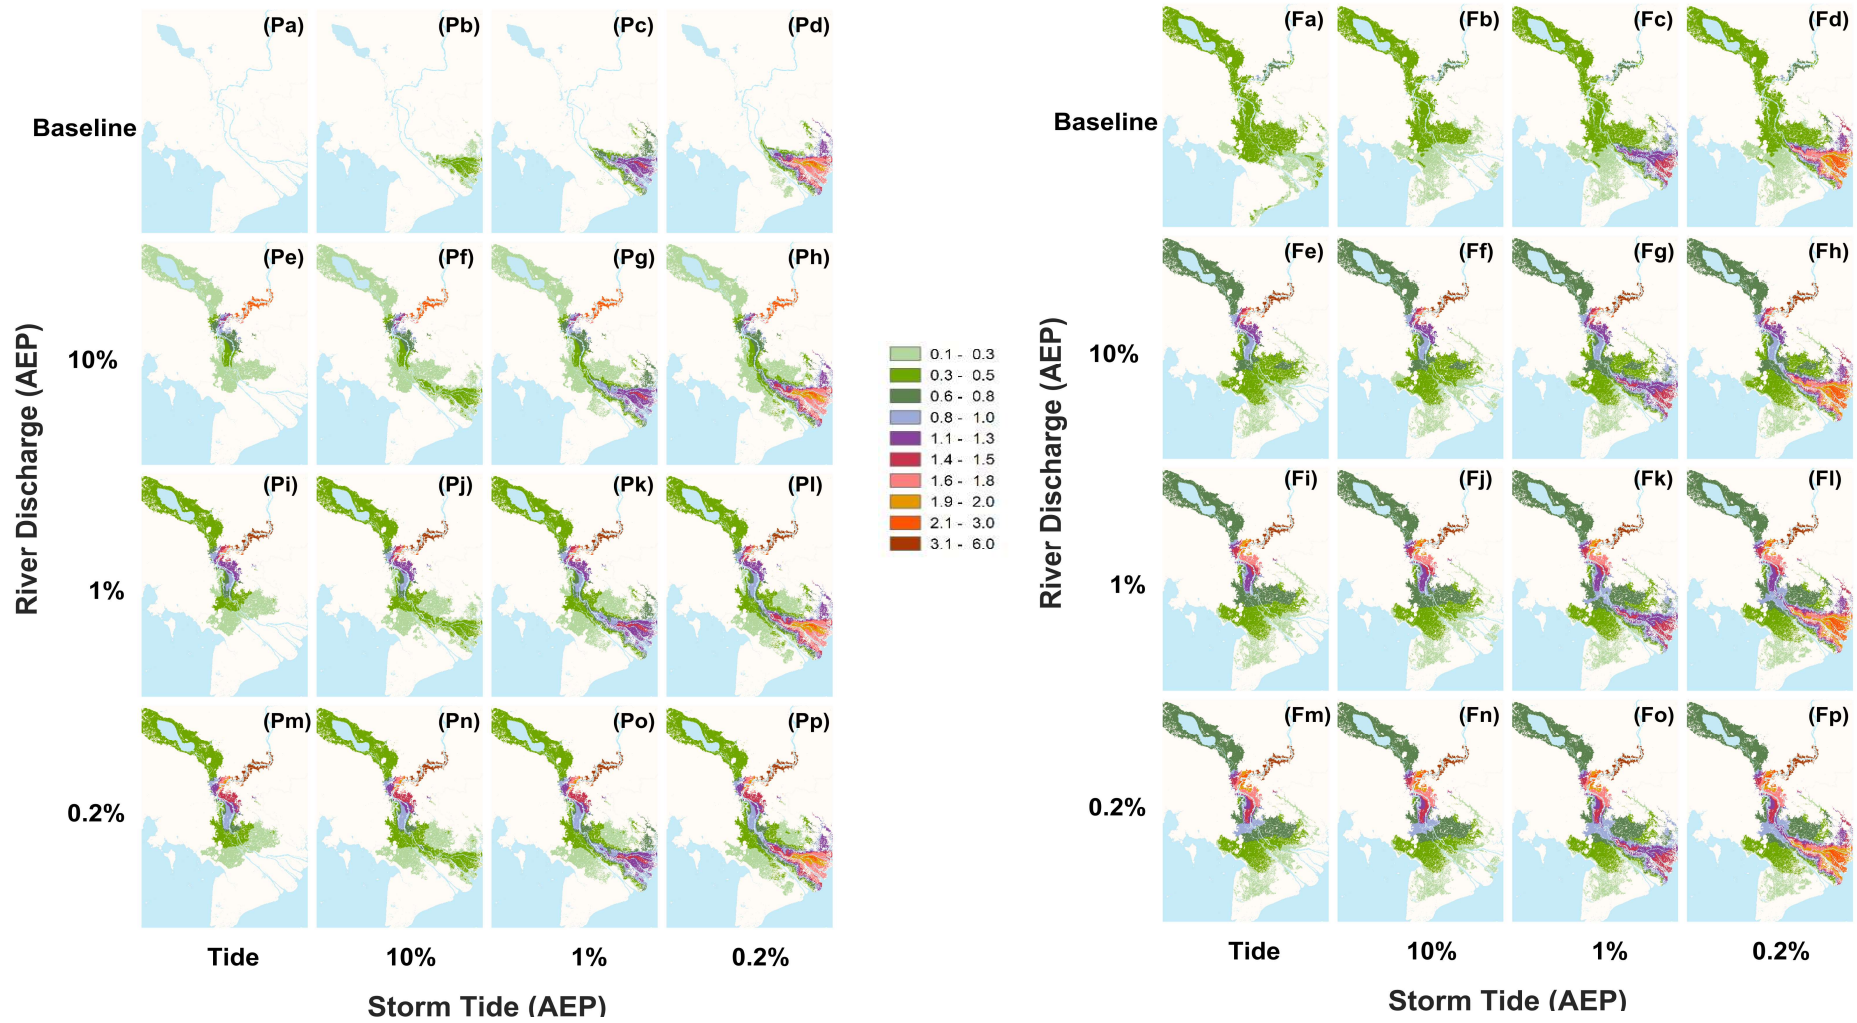 (Pa) (Pb) (Pc) (Pd)
Baseline
(Pe) (Pf) (Pg) (Ph)
10%
(Pi) (Pj) (Pk) (Pl)
1%
(Pm) (Pn) (Po) (Pp)
0.2%
River Discharge (AEP)
Tide 10% 1% 0.2%
Storm Tide (AEP)
0.1 - 0.3
0.3 - 0.5
0.6 - 0.8
0.8 - 1.0
1.1 - 1.3
1.4 - 1.5
1.6 - 1.8
1.9 - 2.0
2.1 - 3.0
3.1 - 6.0
(Fa) (Fb) (Fc) (Fd)
Baseline
(Fe) (Ff) (Fg) (Fh)
10%
(Fi) (Fj) (Fk) (Fl)
1%
(Fm) (Fn) (Fo) (Fp)
0.2%
River Discharge (AEP)
Tide 10% 1% 0.2%
Storm Tide (AEP)